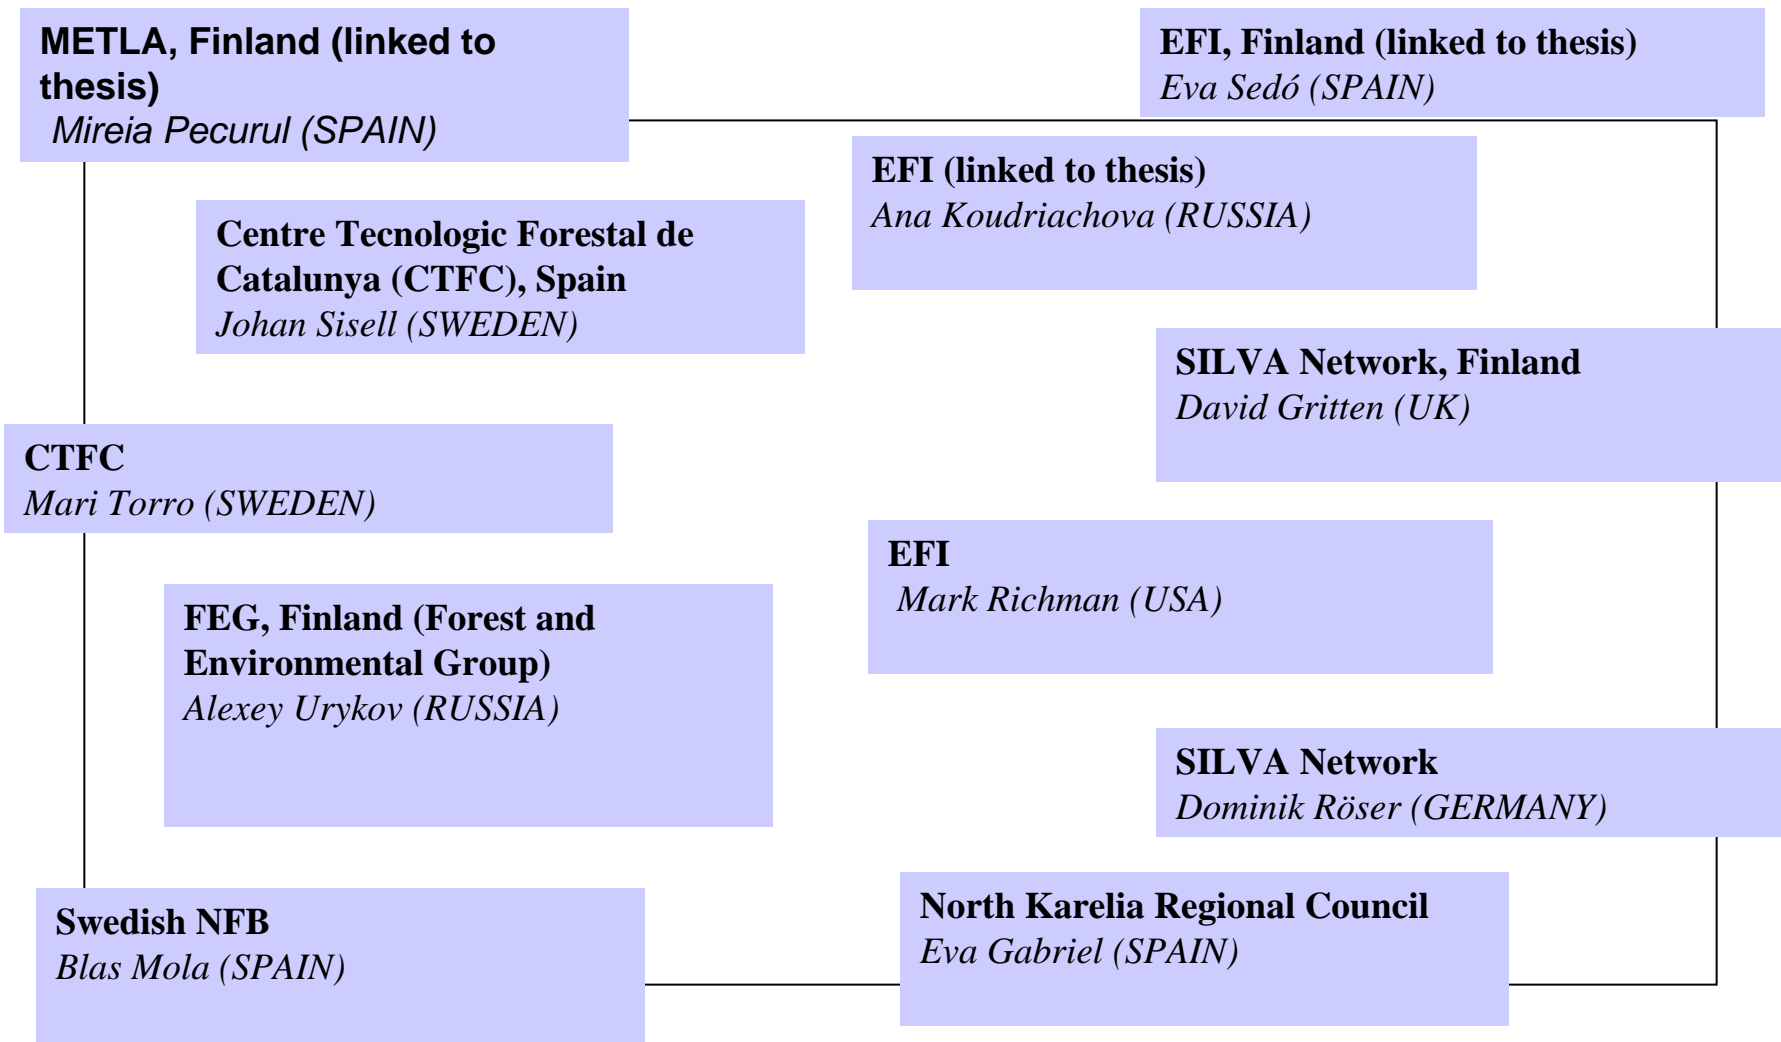 METLA, Finland (linked to
thesis)
Mireia Pecurul (SPAIN)
EFI, Finland (linked to thesis)
Eva Sedó (SPAIN)
EFI (linked to thesis)
Ana Koudriachova (RUSSIA)
Centre Tecnologic Forestal de
Catalunya (CTFC), Spain
Johan Sisell (SWEDEN)
SILVA Network, Finland
David Gritten (UK)
CTFC
Mari Torro (SWEDEN)
EFI
Mark Richman (USA)
FEG, Finland (Forest and
Environmental Group)
Alexey Urykov (RUSSIA)
SILVA Network
Dominik Röser (GERMANY)
North Karelia Regional Council
Eva Gabriel (SPAIN)
Swedish NFB
Blas Mola (SPAIN)